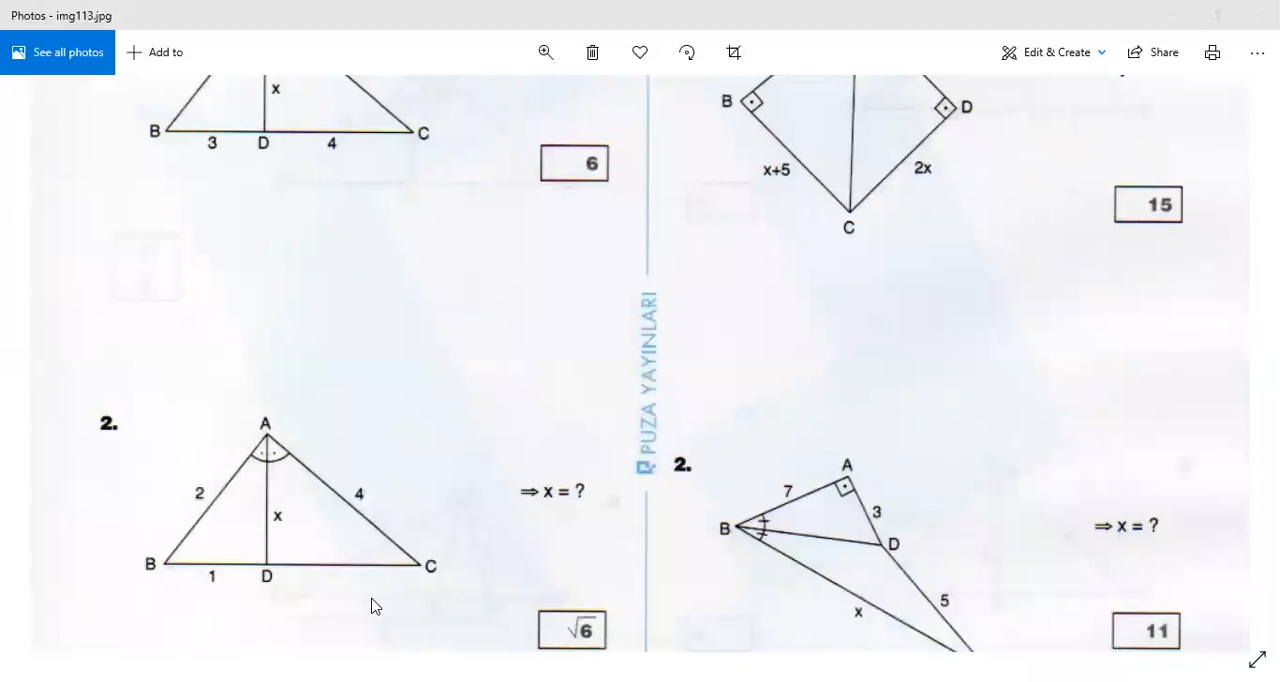 Photos - img113.jpg
See all photos
Add to
Edit & Create
Share
x
B
3
D
4
C
6
B
D
x+5
2x
C
15
PUZA YAYINLARI
2.
A
2
4
x
⇒ x = ?
B
1
D
C
√6
2.
A
7
3
B
D
⇒ x = ?
x
5
11